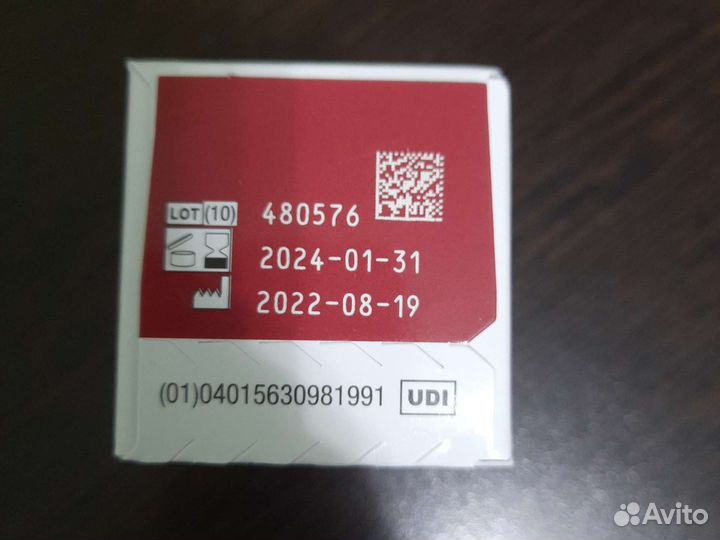 LOT (10) 480576
2024-01-31
2022-08-19
(01)04015630981991 UDI
Avito